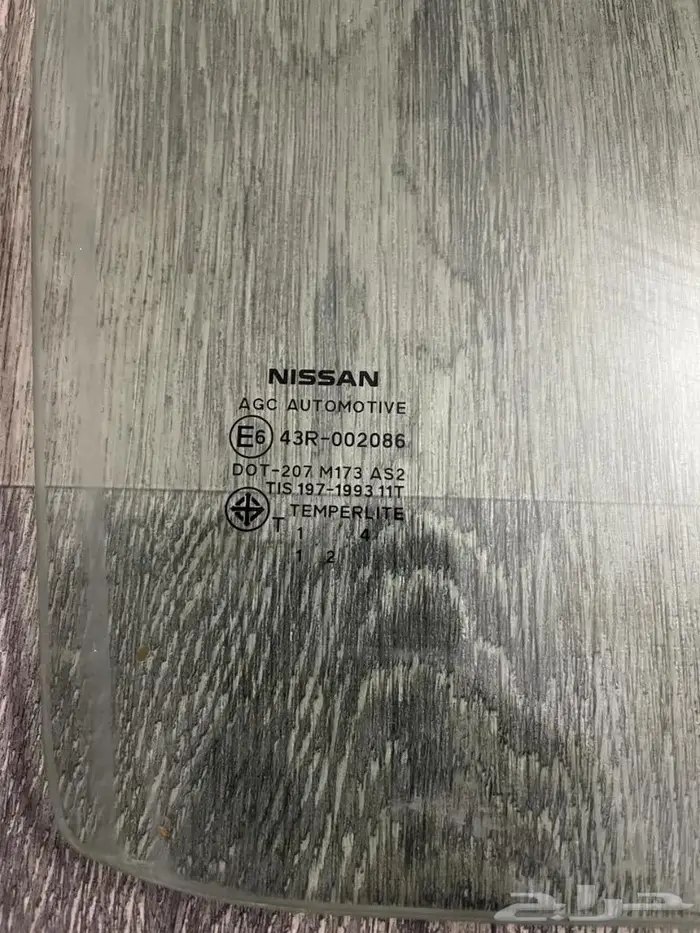 NISSAN
AGC AUTOMOTIVE
E6 43R-002086
DOT-207 M173 AS2
TIS 197-1993 11T
T TEMPERLITE
1 4
1 2
حراج